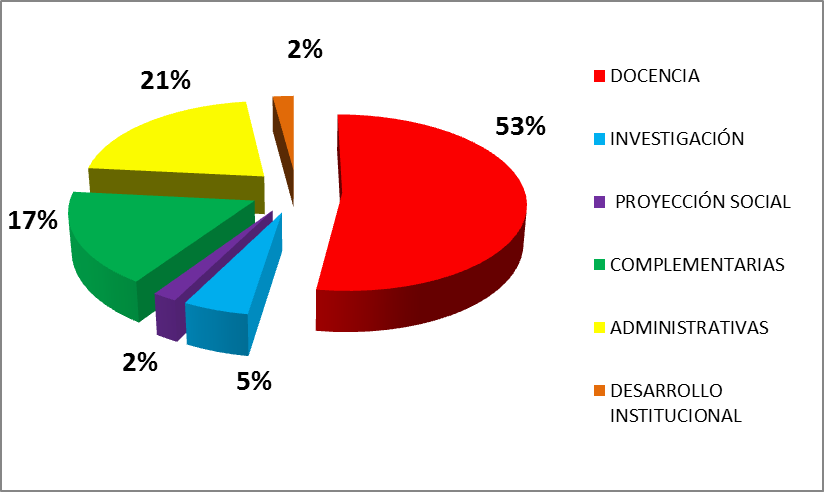 2%
21%
53%
17%
2%
5%
DOCENCIA
INVESTIGACIÓN
PROYECCIÓN SOCIAL
COMPLEMENTARIAS
ADMINISTRATIVAS
DESARROLLO
INSTITUCIONAL